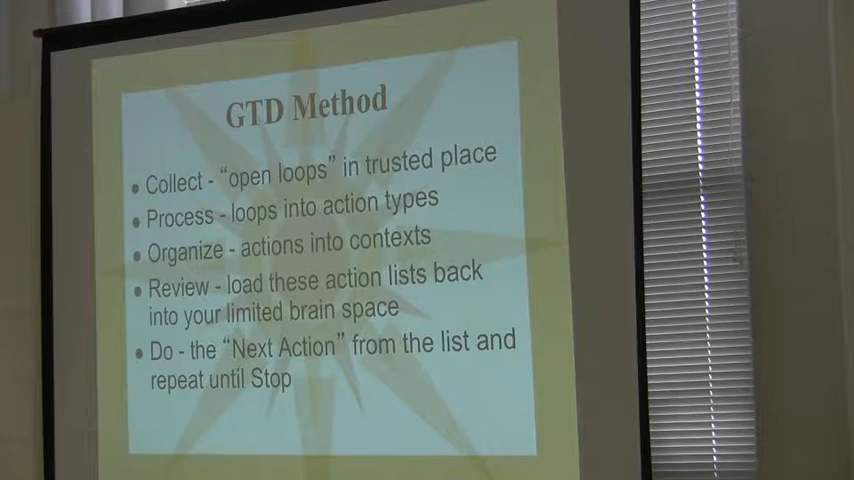 GTD Method
• Collect - “open loops” in trusted place
• Process - loops into action types
• Organize - actions into contexts
• Review - load these action lists back
into your limited brain space
• Do - the “Next Action” from the list and
repeat until Stop